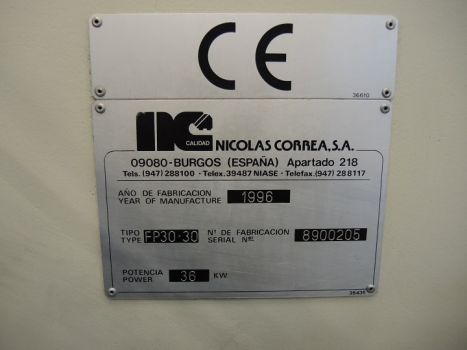 CE
36610
nc CALIDAD NICOLAS CORREA, S.A.
09080-BURGOS (ESPAÑA) Apartado 218
Tels. (947) 288100 - Telex. 39487 NIASE - Telefax. (947) 288117
AÑO DE FABRICACION
YEAR OF MANUFACTURE 1996
TIPO Nº DE FABRICACION
TYPE FP30·30 SERIAL Nº 8900205
POTENCIA
POWER 36 KW